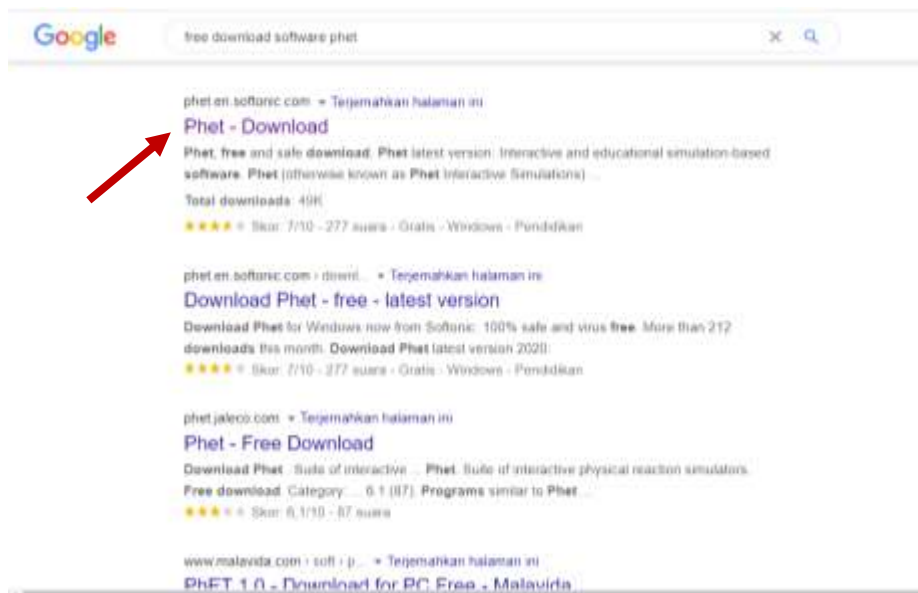 Google
free download software phet
phet.en.softonic.com Terjemahkan halaman ini
Phet - Download
Phet, free and safe download. Phet latest version: Interactive and educational simulation-based
software. Phet (otherwise known as Phet Interactive Simulations) ...
Total downloads: 49K
Skor: 7/10 - 277 suara - Gratis - Windows - Pendidikan
phet.en.softonic.com › downl... Terjemahkan halaman ini
Download Phet - free - latest version
Download Phet for Windows now from Softonic: 100% safe and virus free. More than 212
downloads this month. Download Phet latest version 2020.
Skor: 7/10 - 277 suara - Gratis - Windows - Pendidikan
phet.jaleco.com Terjemahkan halaman ini
Phet - Free Download
Download Phet . Suite of interactive ... Phet. Suite of interactive physical reaction simulators.
Free download. Category: ... 6.1 (87). Programs similar to Phet ...
Skor: 6,1/10 - 87 suara
www.malavida.com › soft › p... Terjemahkan halaman ini
PhET 1.0 - Download for PC Free - Malavida